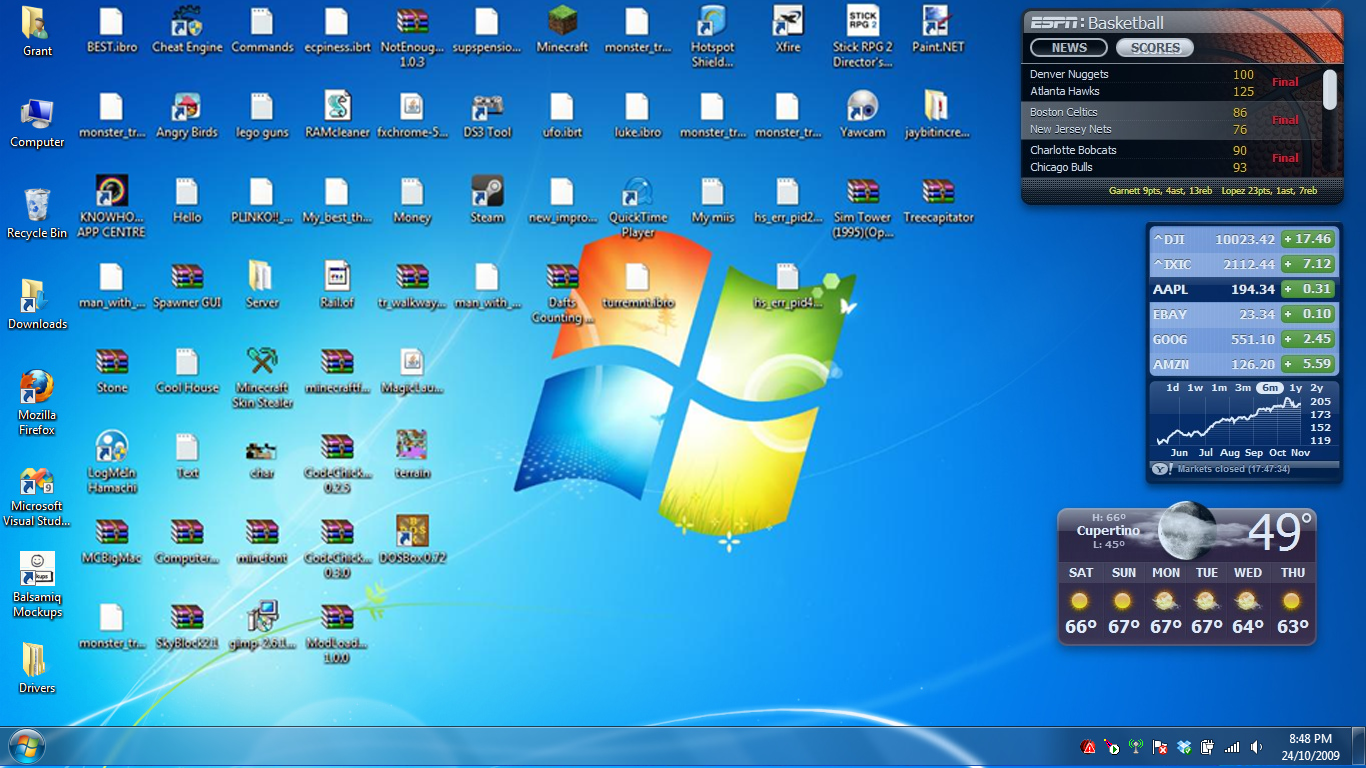 Grant
BEST.ibro
Cheat Engine
Commands
ecpiness.ibrt
NotEnoug...
1.0.3
supspensio...
Minecraft
monster_tr...
Hotspot
Shield...
Xfire
Stick RPG 2
Director's...
Paint.NET
Computer
monster_tr...
Angry Birds
lego guns
RAMcleaner
fxchrome-5...
DS3 Tool
ufo.ibrt
luke.ibro
monster_tr...
monster_tr...
Yawcam
jaybitincre...
Recycle Bin
KNOWHO...
APP CENTRE
Hello
PLINKO!!_...
My_best_th...
Money
Steam
new_impro...
QuickTime
Player
My miis
hs_err_pid2...
Sim Tower
(1995)(Op...
Treecapitator
Downloads
man_with_...
Spawner GUI
Server
Rail.of
tr_walkway...
man_with_...
Dafts
Counting ...
turremnt.ibro
hs_err_pid4...
Mozilla
Firefox
Stone
Cool House
Minecraft
Skin Stealer
minecraftf...
MagicLau...
Microsoft
Visual Stud...
LogMeIn
Hamachi
Text
char
CodeChick...
0.2.5
terrain
Balsamiq
Mockups
MCBigMac
Computer...
minefont
CodeChick...
0.3.0
DOSBox 0.72
Drivers
monster_tr...
SkyBlock2.1
gimp-2.6.1...
ModLoad...
1.0.0
STICK
RPG 2
kups
DOS
9
ESPN: Basketball
NEWS SCORES
Denver Nuggets 100
Final
Atlanta Hawks 125
Boston Celtics 86
Final
New Jersey Nets 76
Charlotte Bobcats 90
Final
Chicago Bulls 93
Garnett 9pts, 4ast, 13reb Lopez 23pts, 1ast, 7reb
^DJI 10023.42 + 17.46
^IXIC 2112.44 + 7.12
AAPL 194.34 + 0.31
EBAY 23.34 + 0.10
GOOG 551.10 + 2.45
AMZN 126.20 + 5.59
1d 1w 1m 3m 6m 1y 2y
205
173
152
119
Jun Jul Aug Sep Oct Nov
Y! Markets closed (17:47:34)
H: 66°
Cupertino
L: 45°
49°
SAT SUN MON TUE WED THU
66° 67° 67° 67° 64° 63°
8:48 PM
24/10/2009